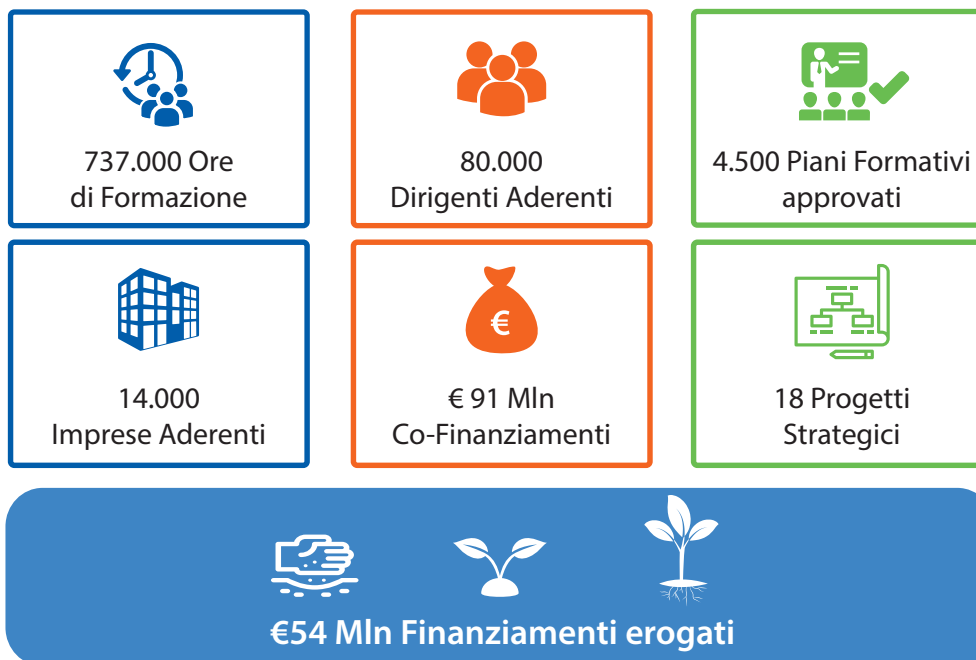 737.000 Ore
di Formazione
80.000
Dirigenti Aderenti
4.500 Piani Formativi
approvati
14.000
Imprese Aderenti
€
€ 91 Mln
Co-Finanziamenti
18 Progetti
Strategici
€54 Mln Finanziamenti erogati